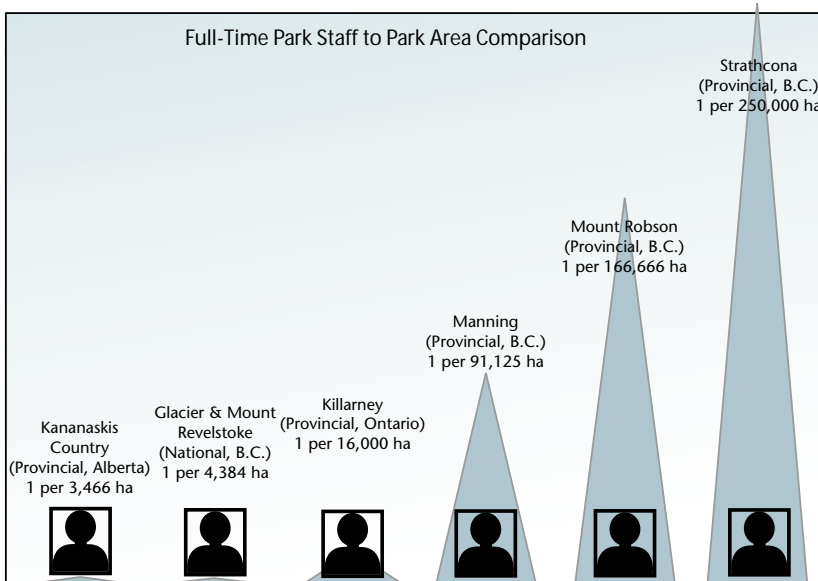 Full-Time Park Staff to Park Area Comparison
Strathcona
(Provincial, B.C.)
1 per 250,000 ha
Mount Robson
(Provincial, B.C.)
1 per 166,666 ha
Manning
(Provincial, B.C.)
1 per 91,125 ha
Killarney
(Provincial, Ontario)
1 per 16,000 ha
Glacier & Mount
Revelstoke
(National, B.C.)
1 per 4,384 ha
Kananaskis
Country
(Provincial, Alberta)
1 per 3,466 ha